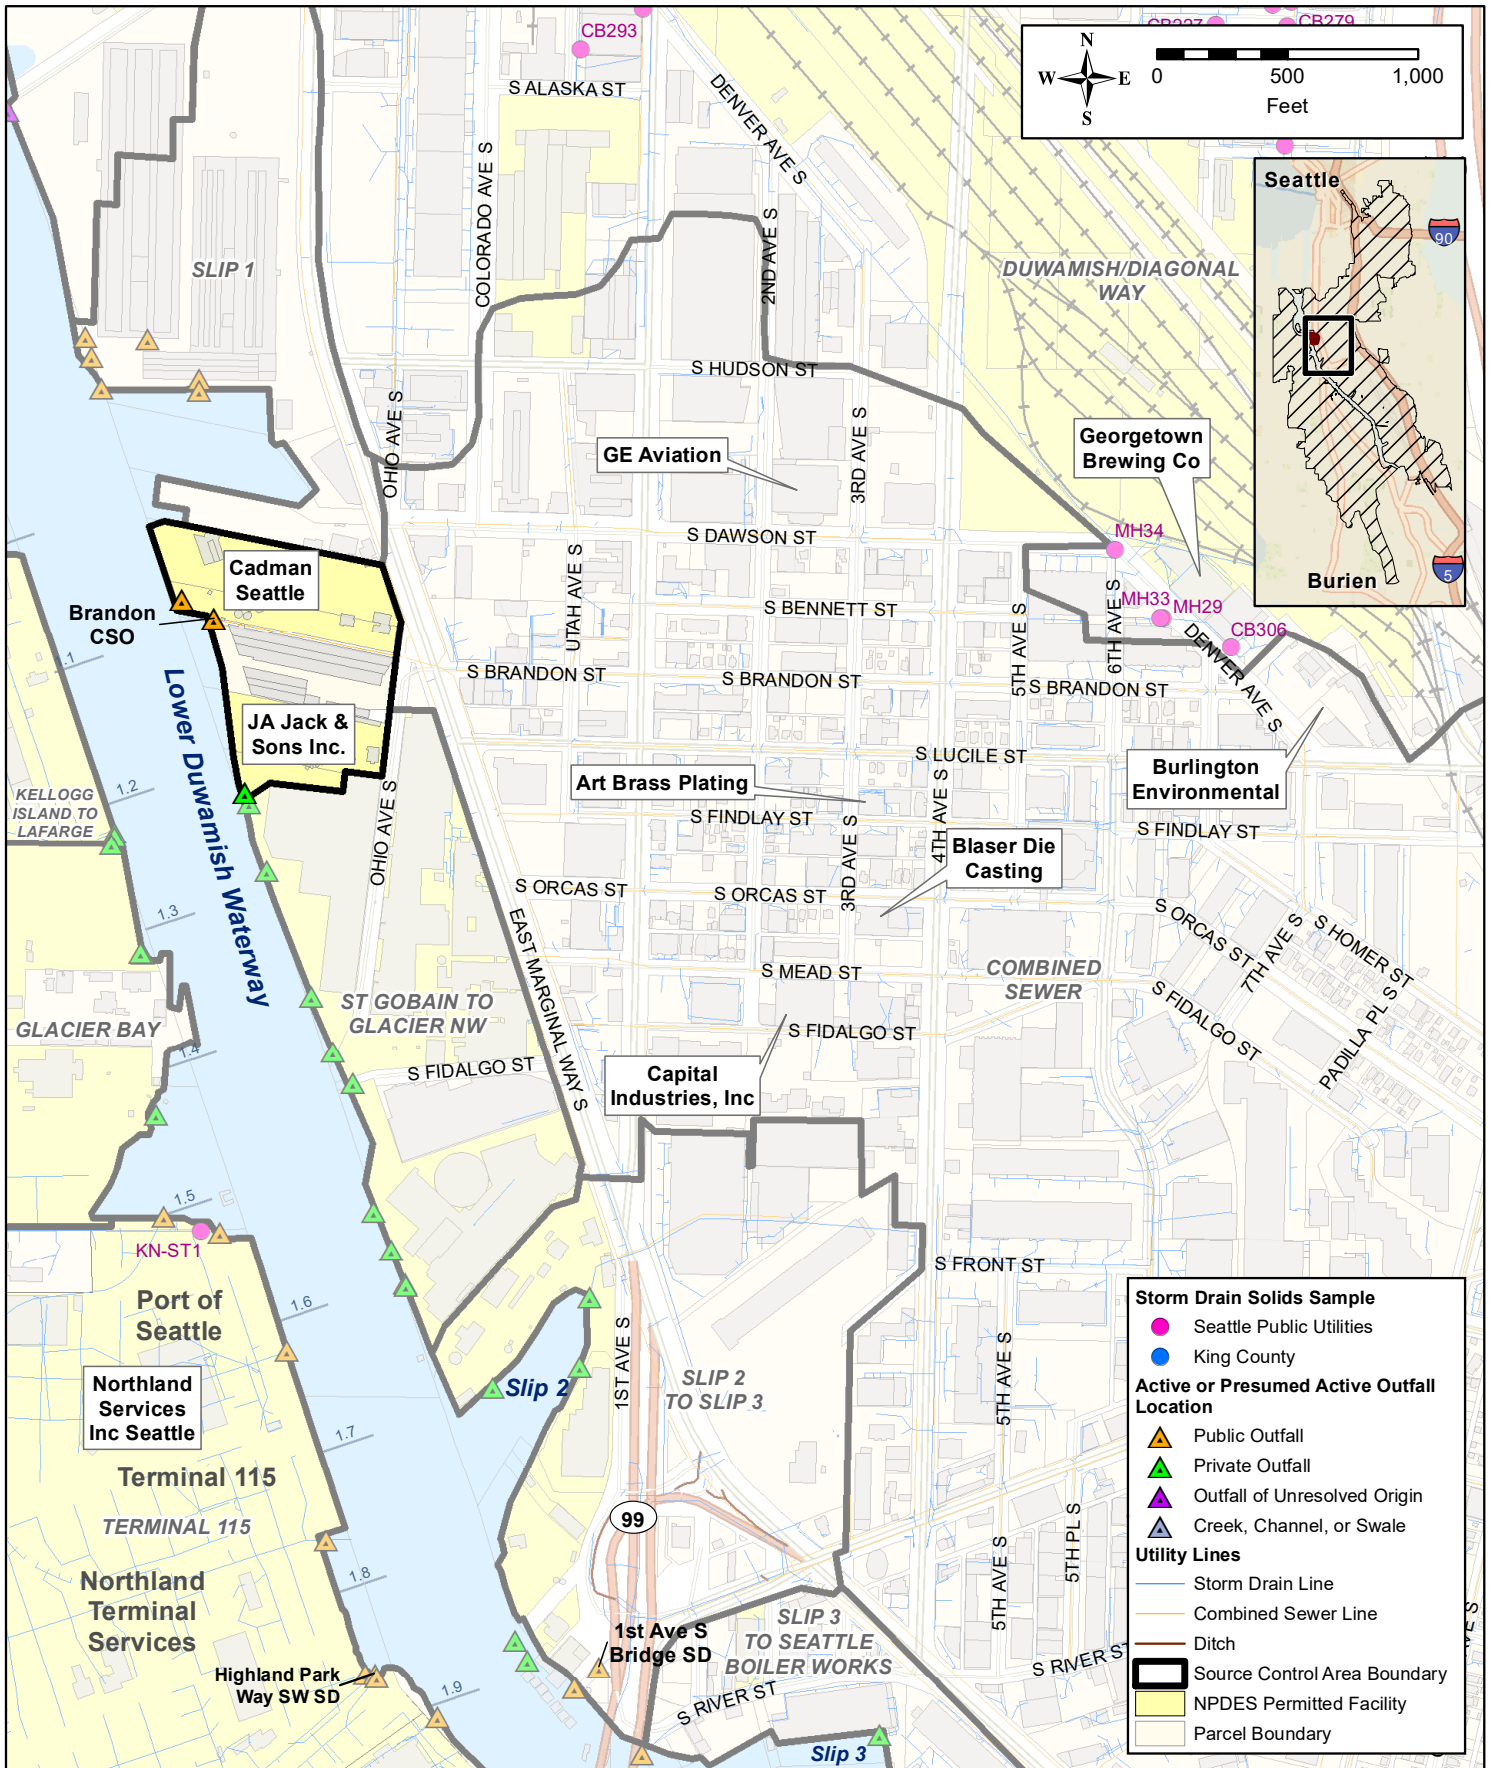 CB293
CB279
S ALASKA ST
DENVER AVE S
N
W
E
S
0
500
1,000
Feet
COLORADO AVE S
2ND AVE S
SLIP 1
DUWAMISH/DIAGONAL
WAY
Seattle
90
5
Burien
S HUDSON ST
OHIO AVE S
3RD AVE S
GE Aviation
Georgetown
Brewing Co
S DAWSON ST
MH34
UTAH AVE S
Cadman
Seattle
Brandon
CSO
S BENNETT ST
5TH AVE S
6TH AVE S
MH33
MH29
CB306
DENVER AVE S
.1
S BRANDON ST
S BRANDON ST
S BRANDON ST
Lower Duwamish Waterway
JA Jack &
Sons Inc.
S LUCILE ST
Burlington
Environmental
1.2
KELLOGG
ISLAND TO
LAFARGE
OHIO AVE S
Art Brass Plating
S FINDLAY ST
S FINDLAY ST
3RD AVE S
4TH AVE S
Blaser Die
Casting
S ORCAS ST
S ORCAS ST
S ORCAS ST
1.3
EAST MARGINAL WAY S
7TH AVE S
S HOMER ST
S MEAD ST
COMBINED
SEWER
S FIDALGO ST
PADILLA PL S
GLACIER BAY
ST GOBAIN TO
GLACIER NW
S FIDALGO ST
1.4
S FIDALGO ST
Capital
Industries, Inc
1.5
KN-ST1
S FRONT ST
Port of
Seattle
1.6
Northland
Services
Inc Seattle
Slip 2
1ST AVE S
SLIP 2
TO SLIP 3
5TH AVE S
1.7
Terminal 115
TERMINAL 115
99
5TH AVE S
5TH PL S
1.8
Northland
Terminal
Services
Highland Park
Way SW SD
1.9
1st Ave S
Bridge SD
SLIP 3
TO SEATTLE
BOILER WORKS
S RIVER ST
S RIVER ST
Slip 3
Storm Drain Solids Sample
Seattle Public Utilities
King County
Active or Presumed Active Outfall
Location
Public Outfall
Private Outfall
Outfall of Unresolved Origin
Creek, Channel, or Swale
Utility Lines
Storm Drain Line
Combined Sewer Line
Ditch
Source Control Area Boundary
NPDES Permitted Facility
Parcel Boundary